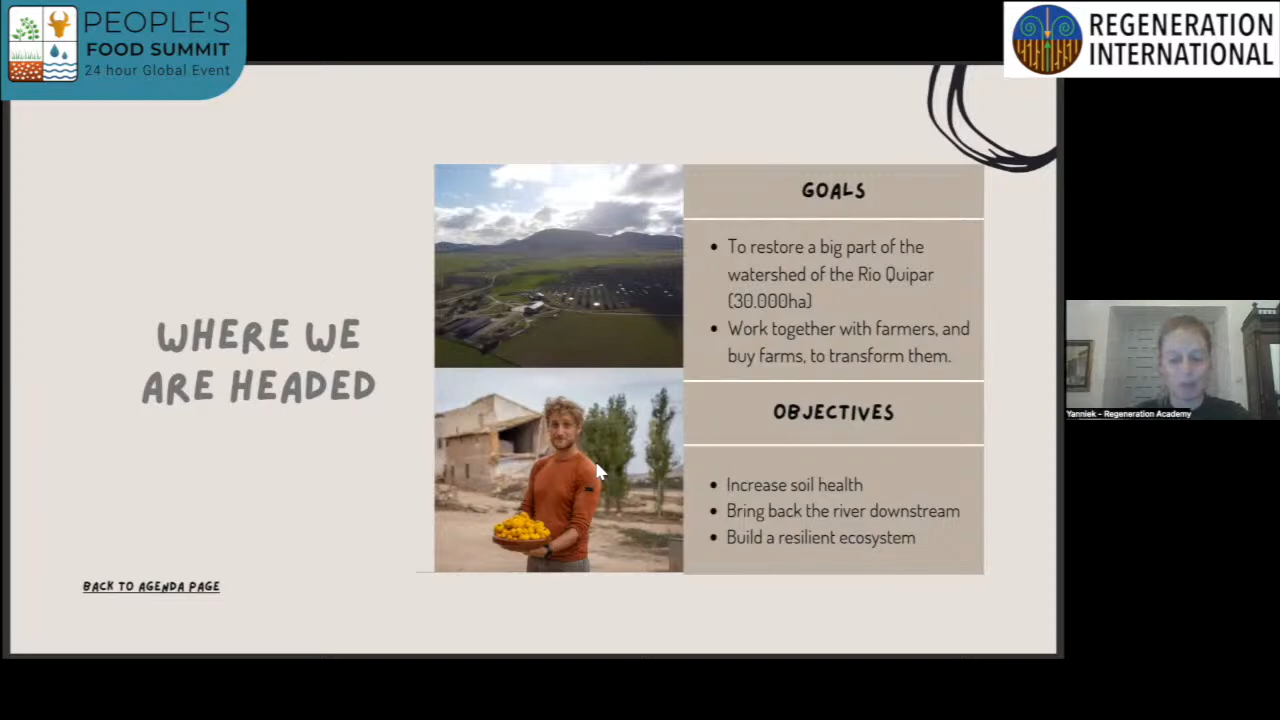 PEOPLE'S
FOOD SUMMIT
24 hour Global Event
REGENERATION
INTERNATIONAL
WHERE WE
ARE HEADED
GOALS
• To restore a big part of the
watershed of the Rio Quipar
(30.000ha)
• Work together with farmers, and
buy farms, to transform them.
OBJECTIVES
• Increase soil health
• Bring back the river downstream
• Build a resilient ecosystem
BACK TO AGENDA PAGE
Yanniek - Regeneration Academy